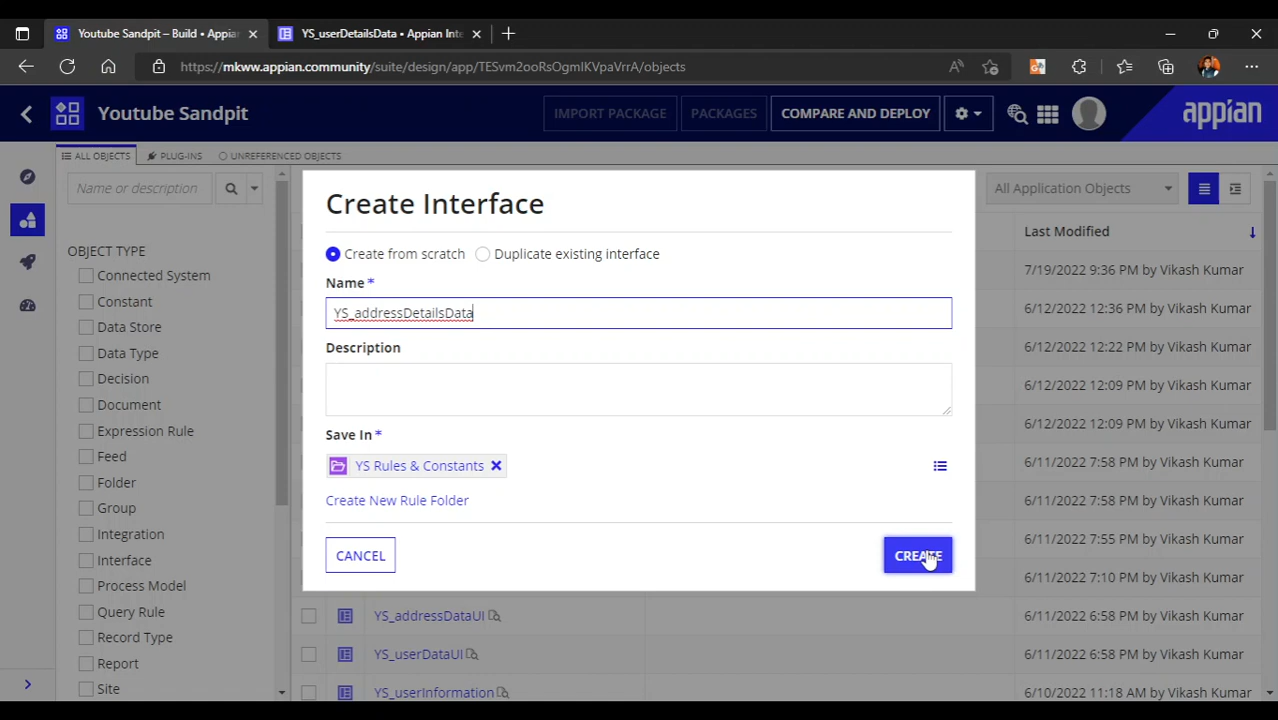 Youtube Sandpit – Build • Appian
YS_userDetailsData • Appian Inte
https://mkww.appian.community/suite/design/app/TESvm2ooRsOgmIKVpaVrrA/objects
Youtube Sandpit
IMPORT PACKAGE
PACKAGES
COMPARE AND DEPLOY
appian
ALL OBJECTS
PLUG-INS
UNREFERENCED OBJECTS
Name or description
All Application Objects
OBJECT TYPE
Connected System
Constant
Data Store
Data Type
Decision
Document
Expression Rule
Feed
Folder
Group
Integration
Interface
Process Model
Query Rule
Record Type
Report
Site
Create Interface
Create from scratch
Duplicate existing interface
Name *
YS_addressDetailsData
Description
Save In *
YS Rules & Constants
Create New Rule Folder
CANCEL
CREATE
YS_addressDataUI
YS_userDataUI
YS_userInformation
Last Modified
7/19/2022 9:36 PM by Vikash Kumar
6/12/2022 12:36 PM by Vikash Kumar
6/12/2022 12:22 PM by Vikash Kumar
6/12/2022 12:09 PM by Vikash Kumar
6/12/2022 12:09 PM by Vikash Kumar
6/11/2022 7:58 PM by Vikash Kumar
6/11/2022 7:58 PM by Vikash Kumar
6/11/2022 7:55 PM by Vikash Kumar
6/11/2022 7:10 PM by Vikash Kumar
6/11/2022 6:58 PM by Vikash Kumar
6/11/2022 6:58 PM by Vikash Kumar
6/10/2022 11:18 AM by Vikash Kumar